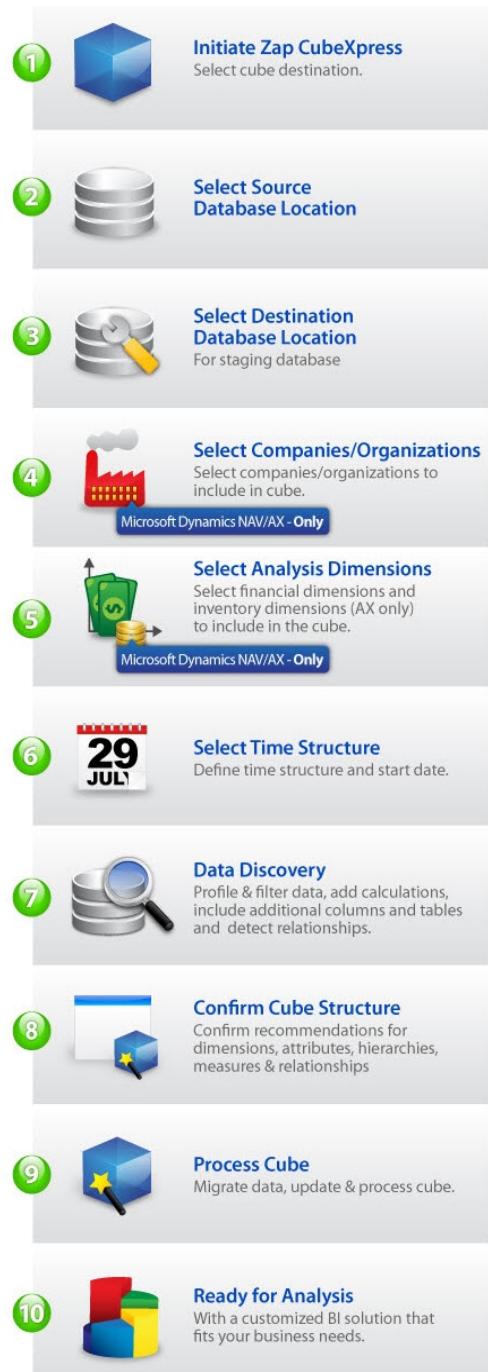 1
Initiate Zap CubeXpress
Select cube destination.
2
Select Source
Database Location
3
Select Destination
Database Location
For staging database
4
Select Companies/Organizations
Select companies/organizations to
include in cube.
Microsoft Dynamics NAV/AX - Only
5
Select Analysis Dimensions
Select financial dimensions and
inventory dimensions (AX only)
to include in the cube.
Microsoft Dynamics NAV/AX - Only
6
29
JULY
Select Time Structure
Define time structure and start date.
7
Data Discovery
Profile & filter data, add calculations,
include additional columns and tables
and detect relationships.
8
Confirm Cube Structure
Confirm recommendations for
dimensions, attributes, hierarchies,
measures & relationships
9
Process Cube
Migrate data, update & process cube.
10
Ready for Analysis
With a customized BI solution that
fits your business needs.